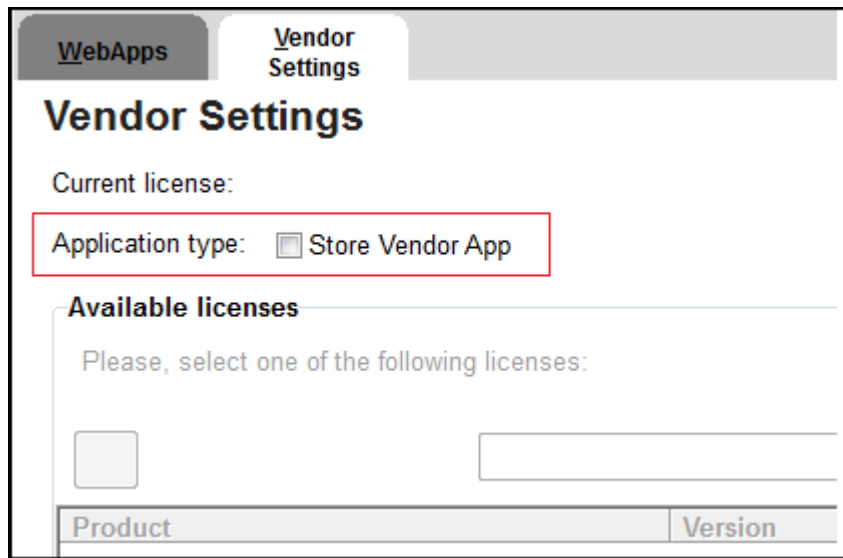 WebApps
Vendor
Settings
Vendor Settings
Current license:
Application type: Store Vendor App
Available licenses
Please, select one of the following licenses:
Product Version